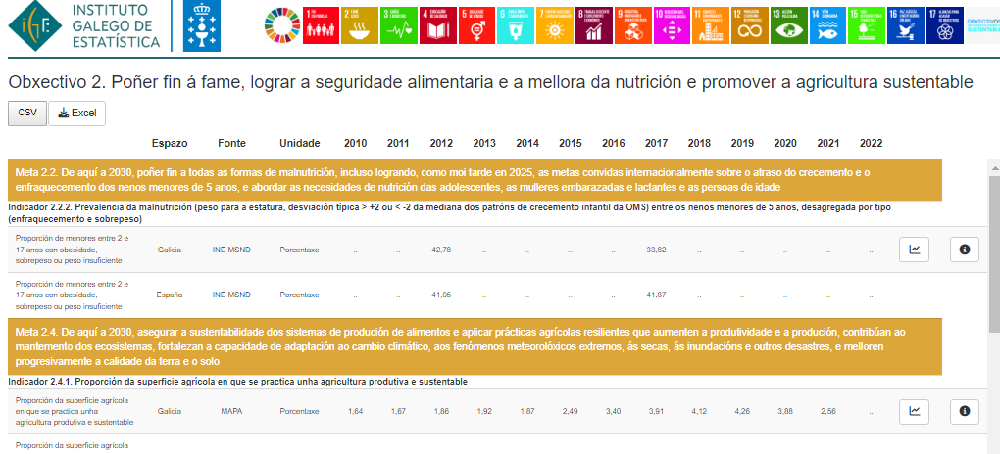 INSTITUTO
GALEGO DE
ESTATÍSTICA
Obxectivo 2. Poñer fin á fame, lograr a seguridade alimentaria e a mellora da nutrición e promover a agricultura sustentable
CSV
Excel
Espazo Fonte Unidade 2010 2011 2012 2013 2014 2015 2016 2017 2018 2019 2020 2021 2022
Meta 2.2. De aquí a 2030, poñer fin a todas as formas de malnutrición, incluso logrando, como moi tarde en 2025, as metas convidas internacionalmente sobre o atraso do crecemento e o
enfraquecemento dos nenos menores de 5 anos, e abordar as necesidades de nutrición das adolescentes, as mulleres embarazadas e lactantes e as persoas de idade
Indicador 2.2.2. Prevalencia da malnutrición (peso para a estatura, desviación típica > +2 ou < -2 da mediana dos patróns de crecemento infantil da OMS) entre os nenos menores de 5 anos, desagregada por tipo
(enfraquecemento e sobrepeso)
Proporción de menores entre 2 e
17 anos con obesidade, Galicia INE-MSND Porcentaxe .. .. 42,78 .. .. .. .. 33,82 .. .. .. .. ..
sobrepeso ou peso insuficiente
Proporción de menores entre 2 e
17 anos con obesidade, España INE-MSND Porcentaxe .. .. 41,05 .. .. .. .. 41,87 .. .. .. .. ..
sobrepeso ou peso insuficiente
Meta 2.4. De aquí a 2030, asegurar a sustentabilidade dos sistemas de produción de alimentos e aplicar prácticas agrícolas resilientes que aumenten a produtividade e a produción, contribúan ao
mantemento dos ecosistemas, fortalezan a capacidade de adaptación ao cambio climático, aos fenómenos meteorolóxicos extremos, ás secas, ás inundacións e outros desastres, e melloren
progresivamente a calidade da terra e o solo
Indicador 2.4.1. Proporción da superficie agrícola en que se practica unha agricultura produtiva e sustentable
Proporción da superficie agrícola
en que se practica unha Galicia MAPA Porcentaxe 1,64 1,67 1,86 1,92 1,87 2,49 3,40 3,91 4,12 4,26 3,88 2,56 ..
agricultura produtiva e sustentable
Proporción da superficie agrícola